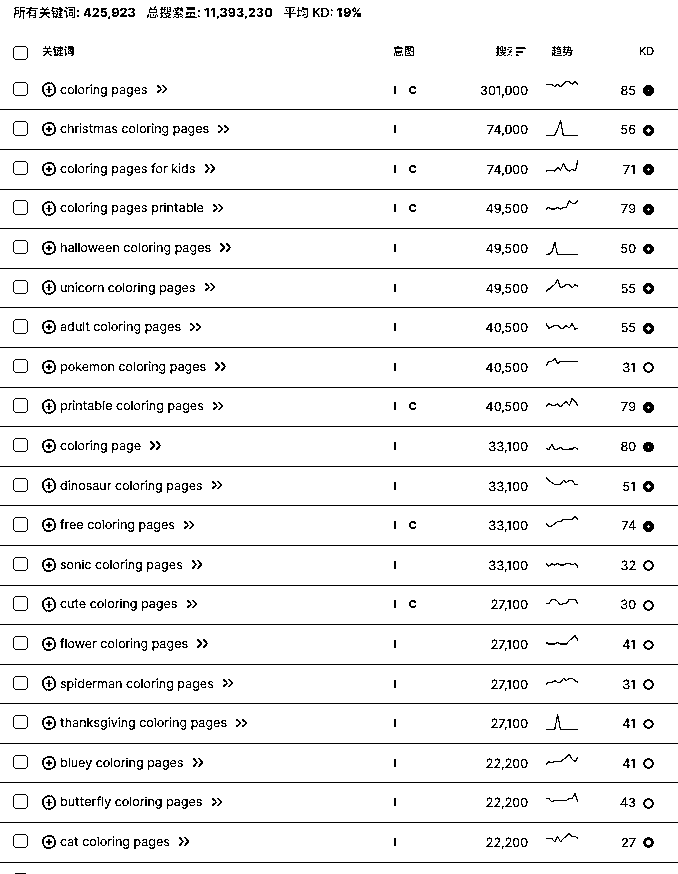 所有关键词: 425,923 总搜索量: 11,393,230 平均 KD: 19%
关键词 意图 搜索 趋势 KD
coloring pages I C 301,000 85
christmas coloring pages I 74,000 56
coloring pages for kids I C 74,000 71
coloring pages printable I C 49,500 79
halloween coloring pages I 49,500 50
unicorn coloring pages I 49,500 55
adult coloring pages I 40,500 55
pokemon coloring pages I 40,500 31
printable coloring pages I C 40,500 79
coloring page I 33,100 80
dinosaur coloring pages I 33,100 51
free coloring pages I C 33,100 74
sonic coloring pages I 33,100 32
cute coloring pages I C 27,100 30
flower coloring pages I 27,100 41
spiderman coloring pages I 27,100 31
thanksgiving coloring pages I 27,100 41
bluey coloring pages I 22,200 41
butterfly coloring pages I 22,200 43
cat coloring pages I 22,200 27